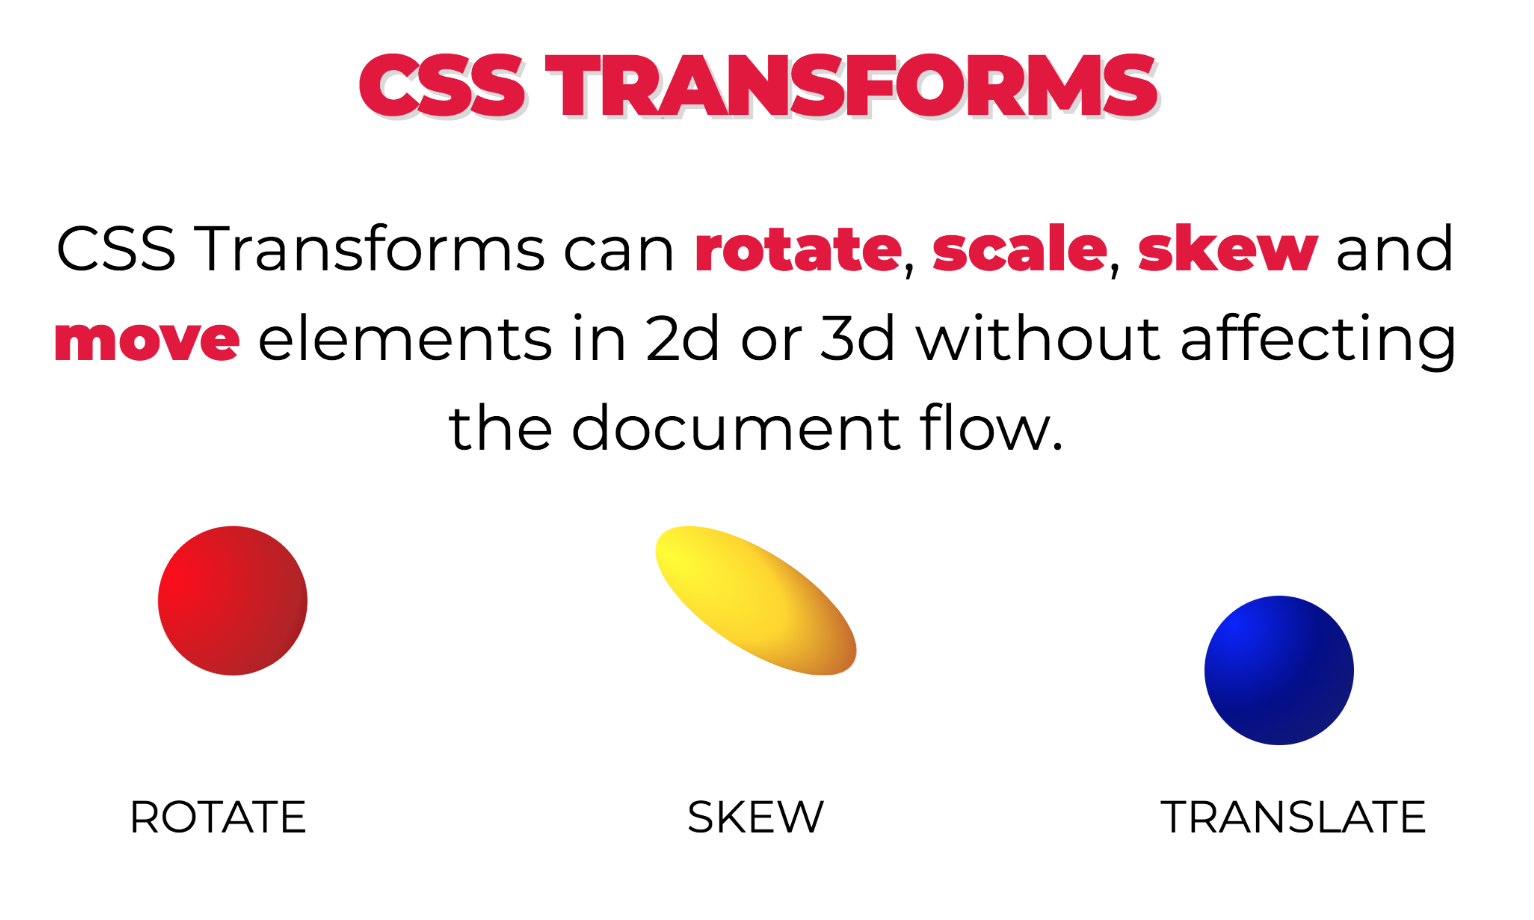 CSS TRANSFORMS
CSS Transforms can rotate, scale, skew and
move elements in 2d or 3d without affecting
the document flow.
ROTATE
SKEW
TRANSLATE